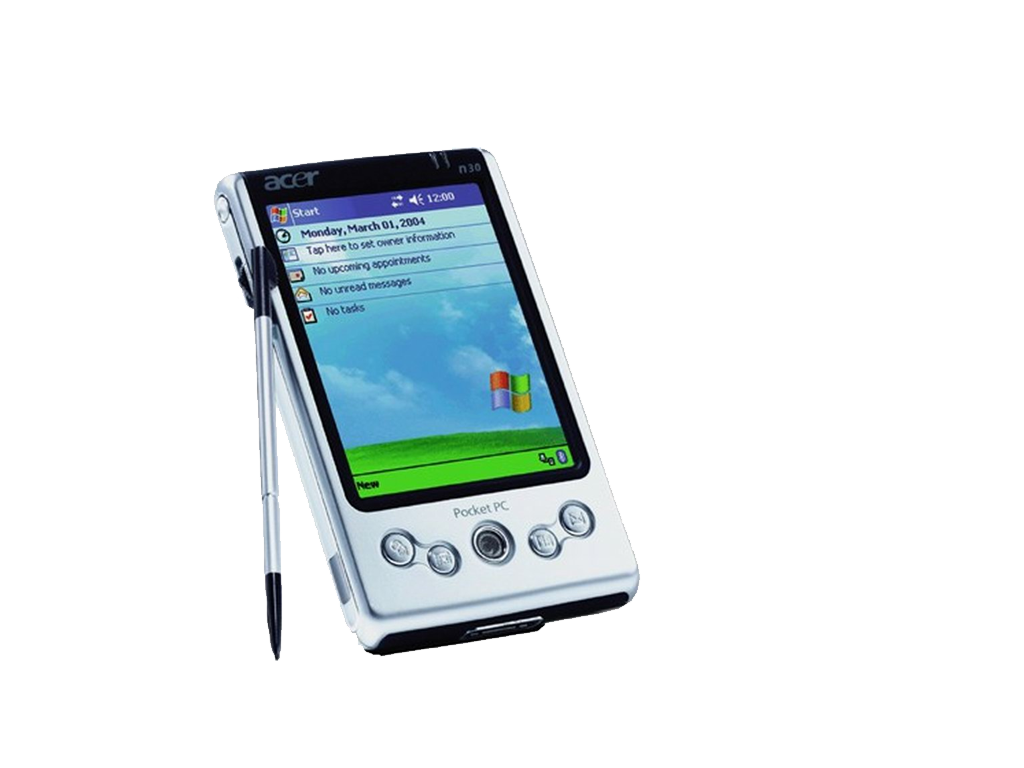 acer
n30
Start 12:00
Monday, March 01, 2004
Tap here to set owner information
No upcoming appointments
No unread messages
No tasks
New
Pocket PC